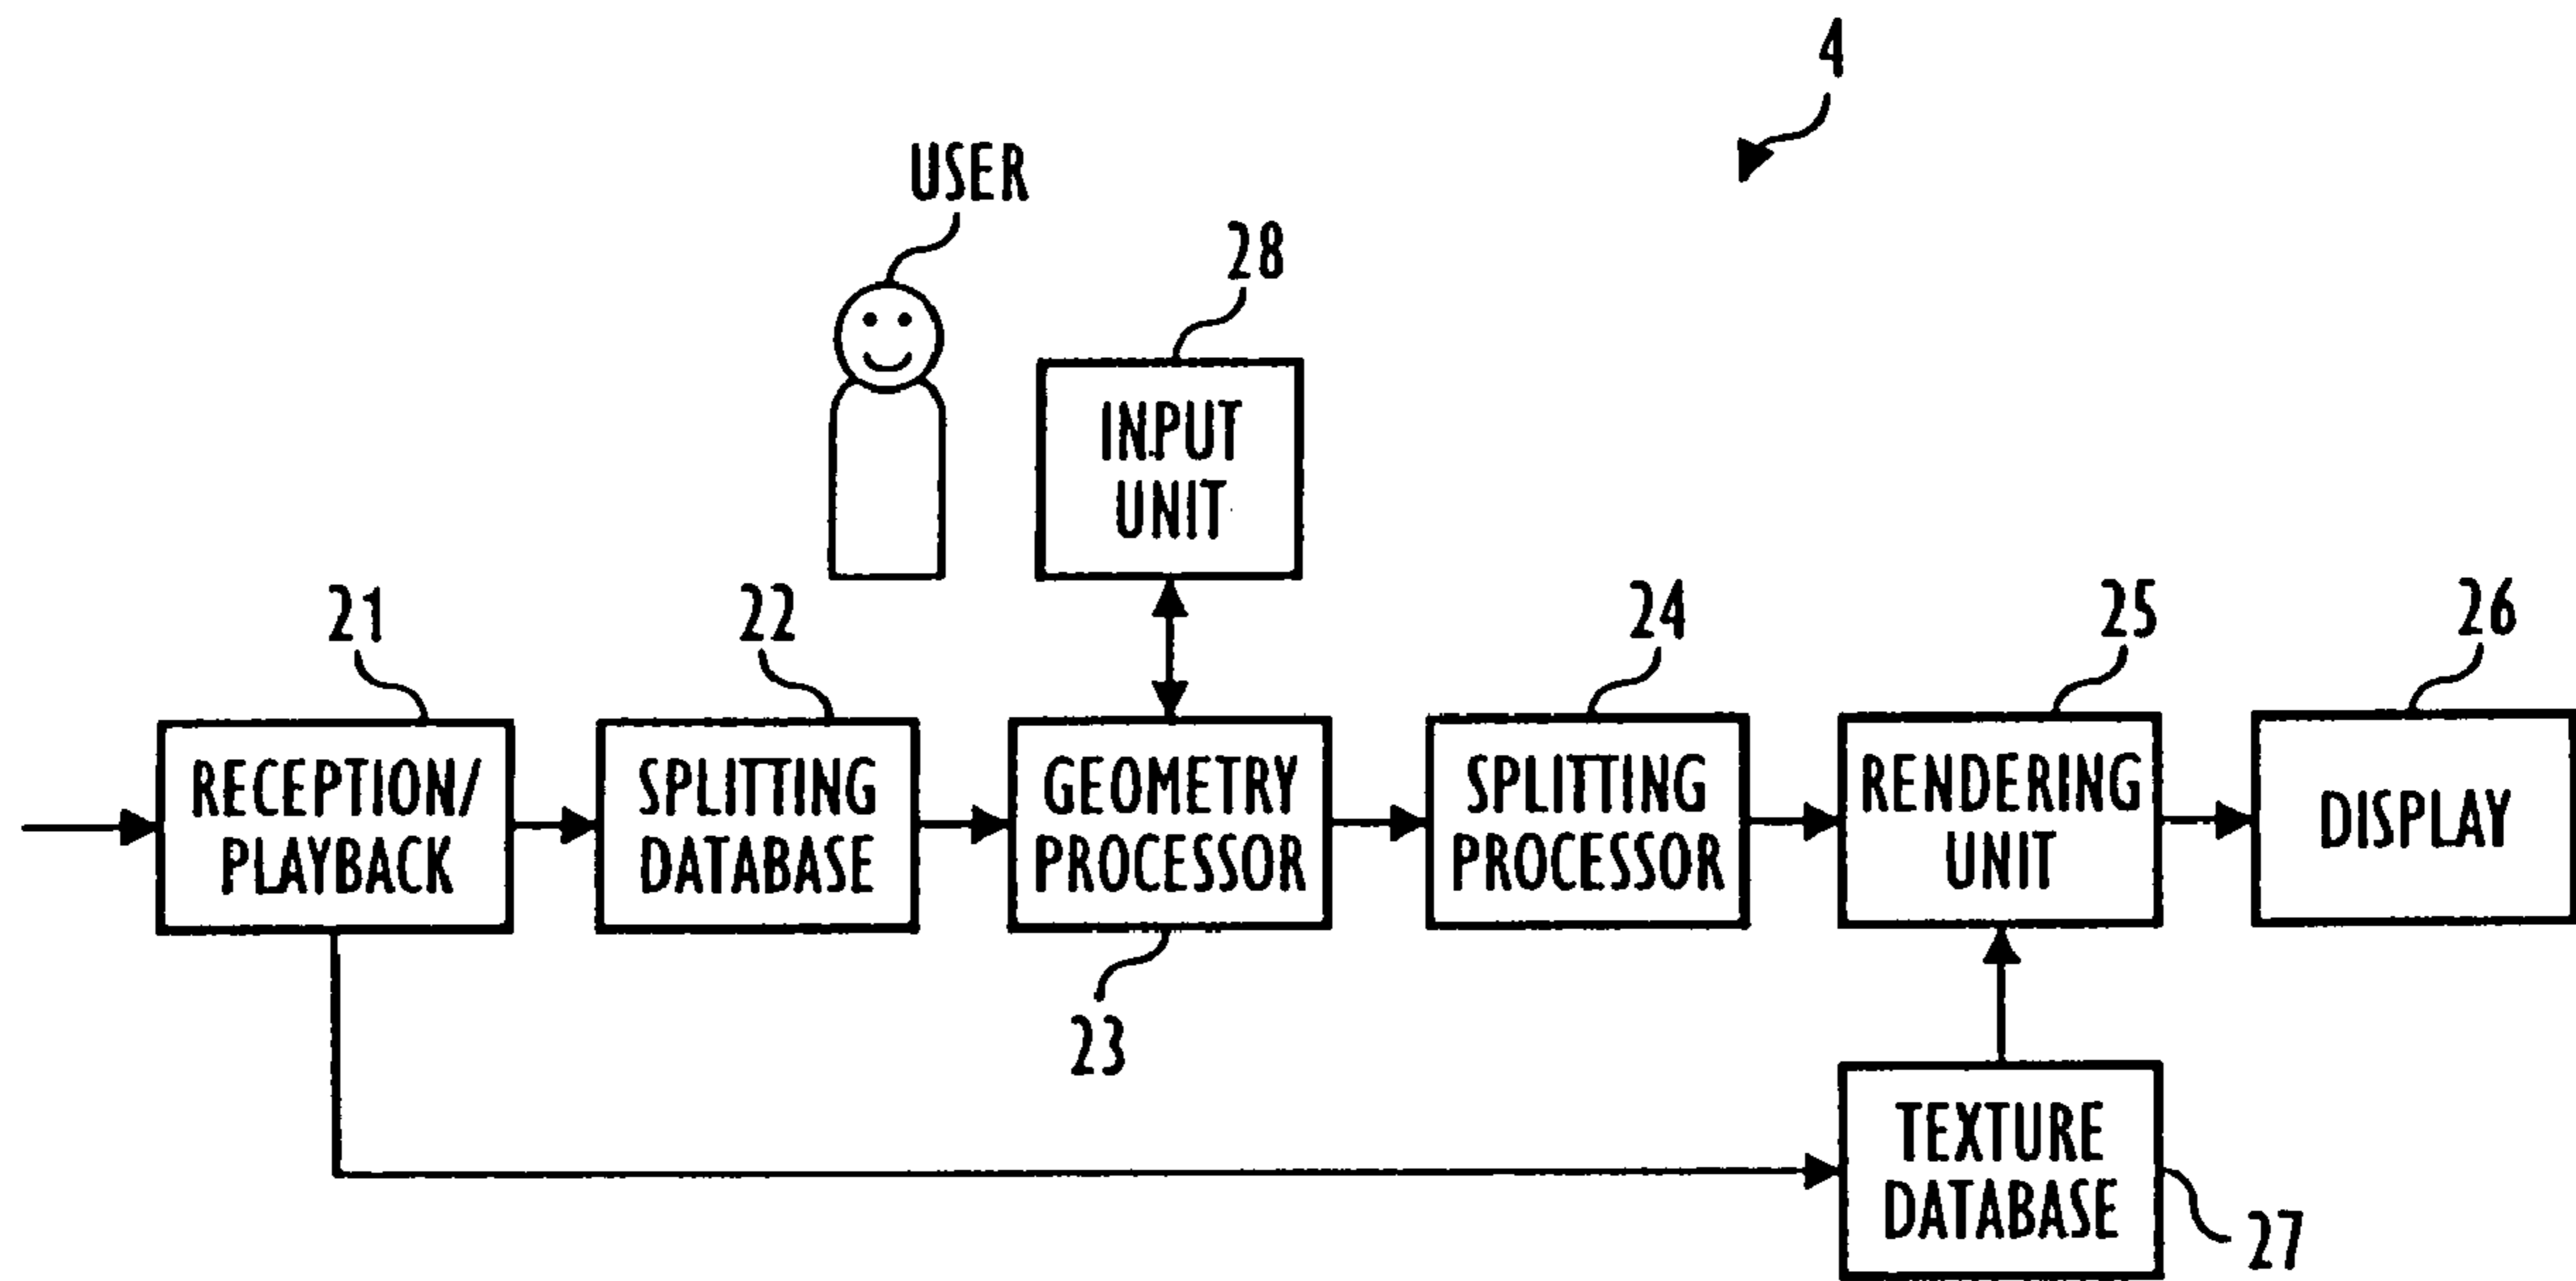 4
USER
28
INPUT
UNIT
21
22
24
25
26
RECEPTION/
PLAYBACK
SPLITTING
DATABASE
GEOMETRY
PROCESSOR
SPLITTING
PROCESSOR
RENDERING
UNIT
DISPLAY
23
TEXTURE
DATABASE
27